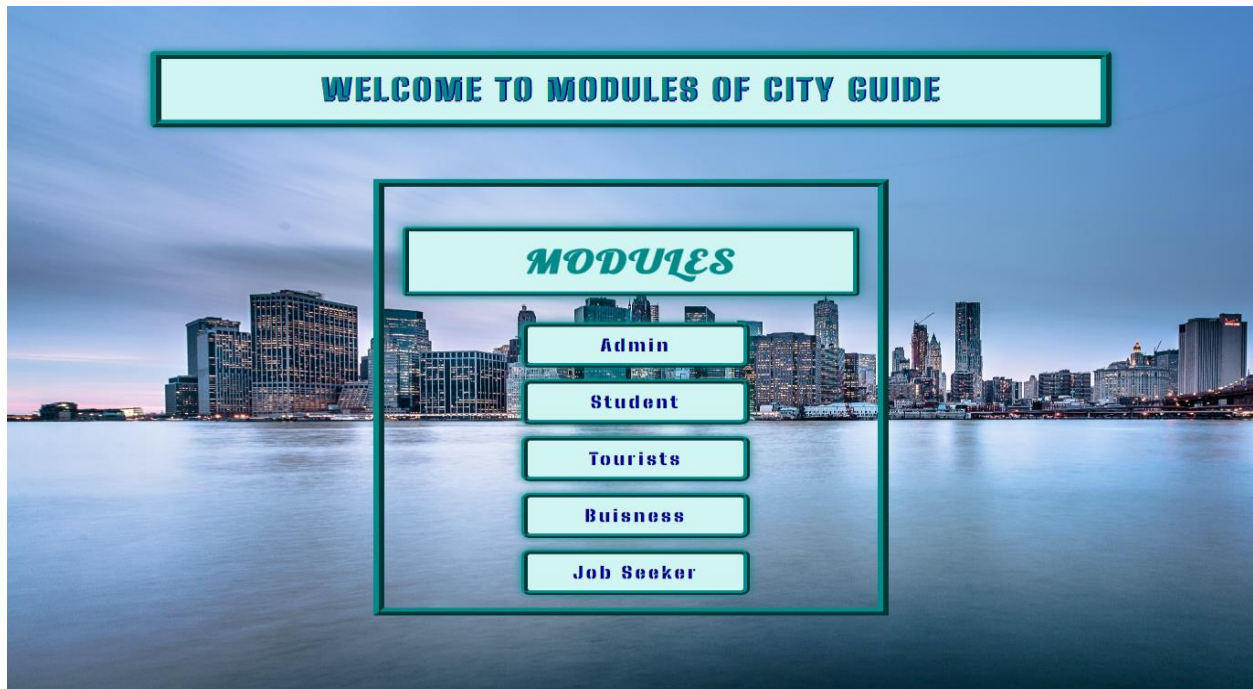 WELCOME TO MODULES OF CITY GUIDE
MODULES
Admin
Student
Tourists
Buisness
Job Seeker